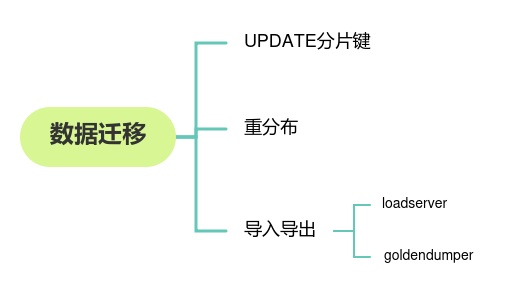 UPDATE分片键
数据迁移
重分布
导入导出
loadserver
goldendumper